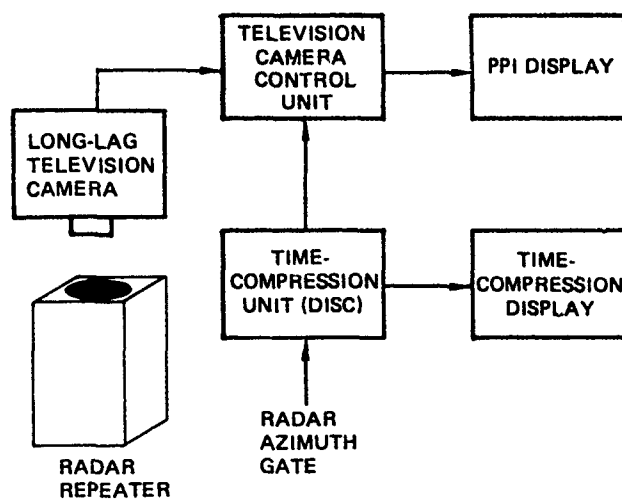 TELEVISION
CAMERA
CONTROL
UNIT
PPI DISPLAY
LONG-LAG
TELEVISION
CAMERA
TIME-
COMPRESSION
UNIT (DISC)
TIME-
COMPRESSION
DISPLAY
RADAR
AZIMUTH
GATE
RADAR
REPEATER